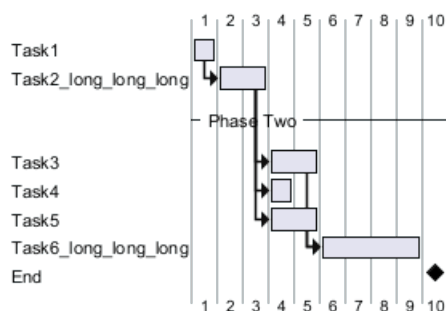 1 2 3 4 5 6 7 8 9 10
Task1
Task2_long_long_long
Phase Two
Task3
Task4
Task5
Task6_long_long_long
End
1 2 3 4 5 6 7 8 9 10